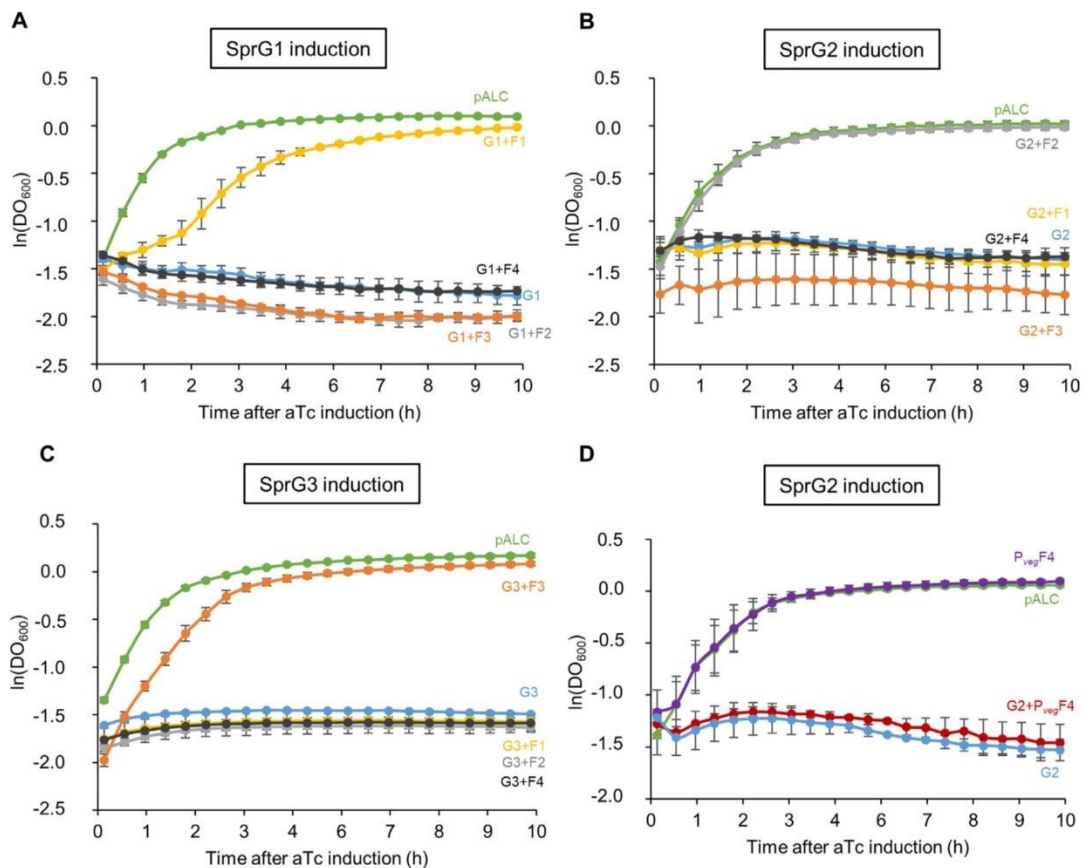 A
SprG1 induction
0.5
0.0
-0.5
-1.0
-1.5
-2.0
-2.5
ln(DO600)
pALC
G1+F1
G1+F4
G1
G1+F3
G1+F2
0 1 2 3 4 5 6 7 8 9 10
Time after aTc induction (h)
B
SprG2 induction
0.5
0.0
-0.5
-1.0
-1.5
-2.0
-2.5
ln(DO600)
pALC
G2+F2
G2+F1
G2
G2+F4
G2+F3
0 1 2 3 4 5 6 7 8 9 10
Time after aTc induction (h)
C
SprG3 induction
0.5
0.0
-0.5
-1.0
-1.5
-2.0
-2.5
ln(DO600)
pALC
G3+F3
G3
G3+F1
G3+F2
G3+F4
0 1 2 3 4 5 6 7 8 9 10
Time after aTc induction (h)
D
SprG2 induction
0.5
0.0
-0.5
-1.0
-1.5
-2.0
ln(DO600)
PvegF4
pALC
G2+PvegF4
G2
0 1 2 3 4 5 6 7 8 9 10
Time after aTc induction (h)